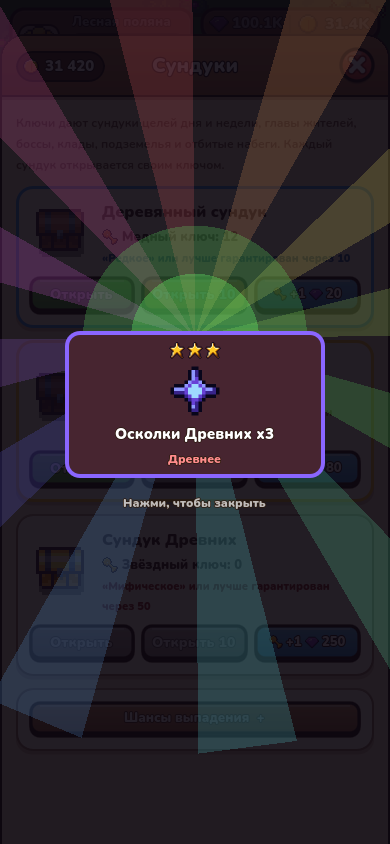 Лесная поляна
100.1K
31,4K
31 420
Сундуки
Ключи дают сундуки целей дня и недели, главы жителей,
боссы, клады, подземелья и отбитые набеги. Каждый
сундук открывается своим ключом.
Деревянный сундук
Медный ключ: 12
«Редкое» или лучше гарантирован через 10
Открыть
+1 20
★★★
Осколки Древних x3
Древнее
80
Нажми, чтобы закрыть
Сундук Древних
Звёздный ключ: 0
«Мифическое» или лучше гарантирован
через 50
Открыть
Открыть 10
+1 250
Шансы выпадения +